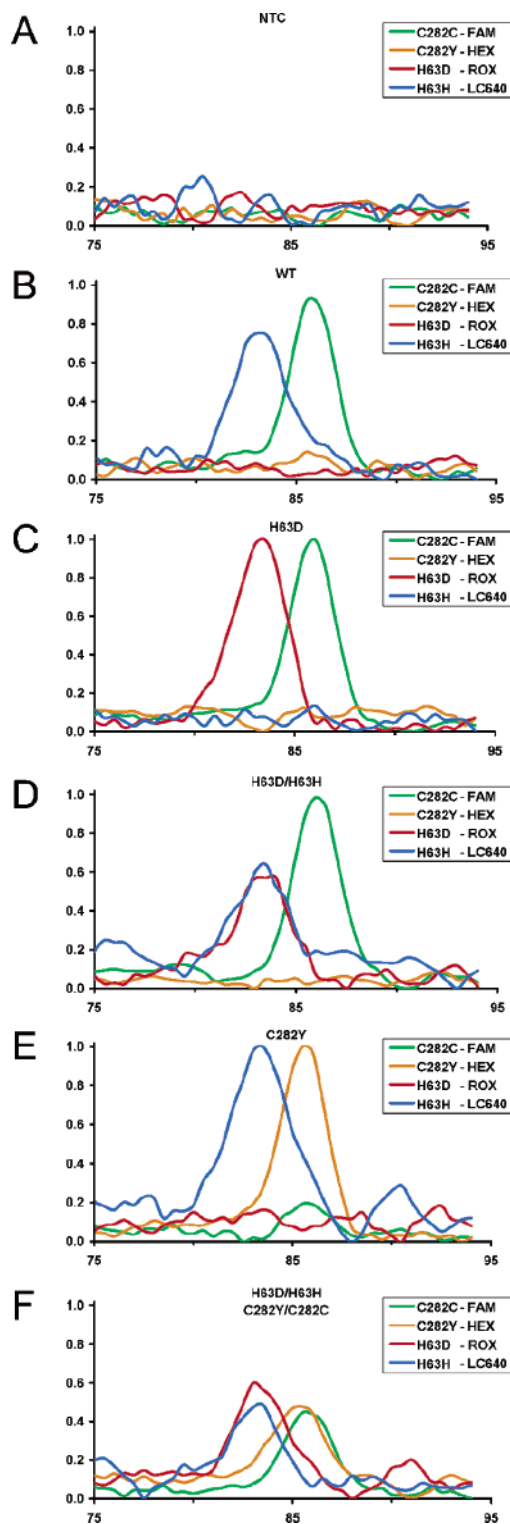 A
NTC
C282C - FAM
C282Y - HEX
H63D - ROX
H63H - LC640
1.0
0.8
0.6
0.4
0.2
0.0
75
85
95
B
WT
C282C - FAM
C282Y - HEX
H63D - ROX
H63H - LC640
1.0
0.8
0.6
0.4
0.2
0.0
75
85
95
C
H63D
C282C - FAM
C282Y - HEX
H63D - ROX
H63H - LC640
1.0
0.8
0.6
0.4
0.2
0.0
75
85
95
D
H63D/H63H
C282C - FAM
C282Y - HEX
H63D - ROX
H63H - LC640
1.0
0.8
0.6
0.4
0.2
0.0
75
85
95
E
C282Y
C282C - FAM
C282Y - HEX
H63D - ROX
H63H - LC640
1.0
0.8
0.6
0.4
0.2
0.0
75
85
95
F
H63D/H63H
C282Y/C282C
C282C - FAM
C282Y - HEX
H63D - ROX
H63H - LC640
1.0
0.8
0.6
0.4
0.2
0.0
75
85
95